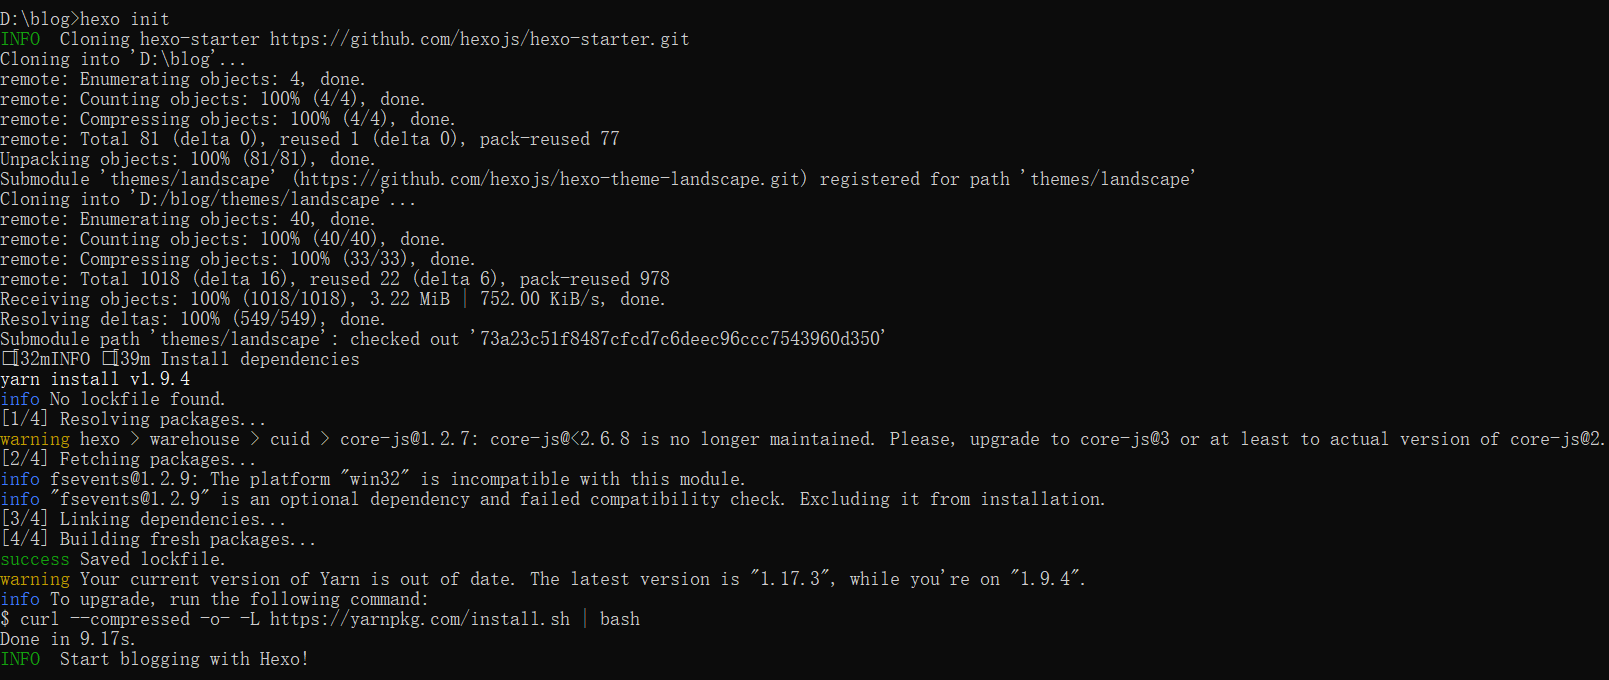 D:\blog>hexo init
INFO  Cloning hexo-starter https://github.com/hexojs/hexo-starter.git
Cloning into 'D:\blog'...
remote: Enumerating objects: 4, done.
remote: Counting objects: 100% (4/4), done.
remote: Compressing objects: 100% (4/4), done.
remote: Total 81 (delta 0), reused 1 (delta 0), pack-reused 77
Unpacking objects: 100% (81/81), done.
Submodule 'themes/landscape' (https://github.com/hexojs/hexo-theme-landscape.git) registered for path 'themes/landscape'
Cloning into 'D:/blog/themes/landscape'...
remote: Enumerating objects: 40, done.
remote: Counting objects: 100% (40/40), done.
remote: Compressing objects: 100% (33/33), done.
remote: Total 1018 (delta 16), reused 22 (delta 6), pack-reused 978
Receiving objects: 100% (1018/1018), 3.22 MiB | 752.00 KiB/s, done.
Resolving deltas: 100% (549/549), done.
Submodule path 'themes/landscape': checked out '73a23c51f8487cfcd7c6deec96ccc7543960d350'
[32mINFO [39m Install dependencies
yarn install v1.9.4
info No lockfile found.
[1/4] Resolving packages...
warning hexo > warehouse > cuid > core-js@1.2.7: core-js@<2.6.8 is no longer maintained. Please, upgrade to core-js@3 or at least to actual version of core-js@2.
[2/4] Fetching packages...
info fsevents@1.2.9: The platform "win32" is incompatible with this module.
info "fsevents@1.2.9" is an optional dependency and failed compatibility check. Excluding it from installation.
[3/4] Linking dependencies...
[4/4] Building fresh packages...
success Saved lockfile.
warning Your current version of Yarn is out of date. The latest version is "1.17.3", while you're on "1.9.4".
info To upgrade, run the following command:
$ curl --compressed -o- -L https://yarnpkg.com/install.sh | bash
Done in 9.17s.
INFO  Start blogging with Hexo!